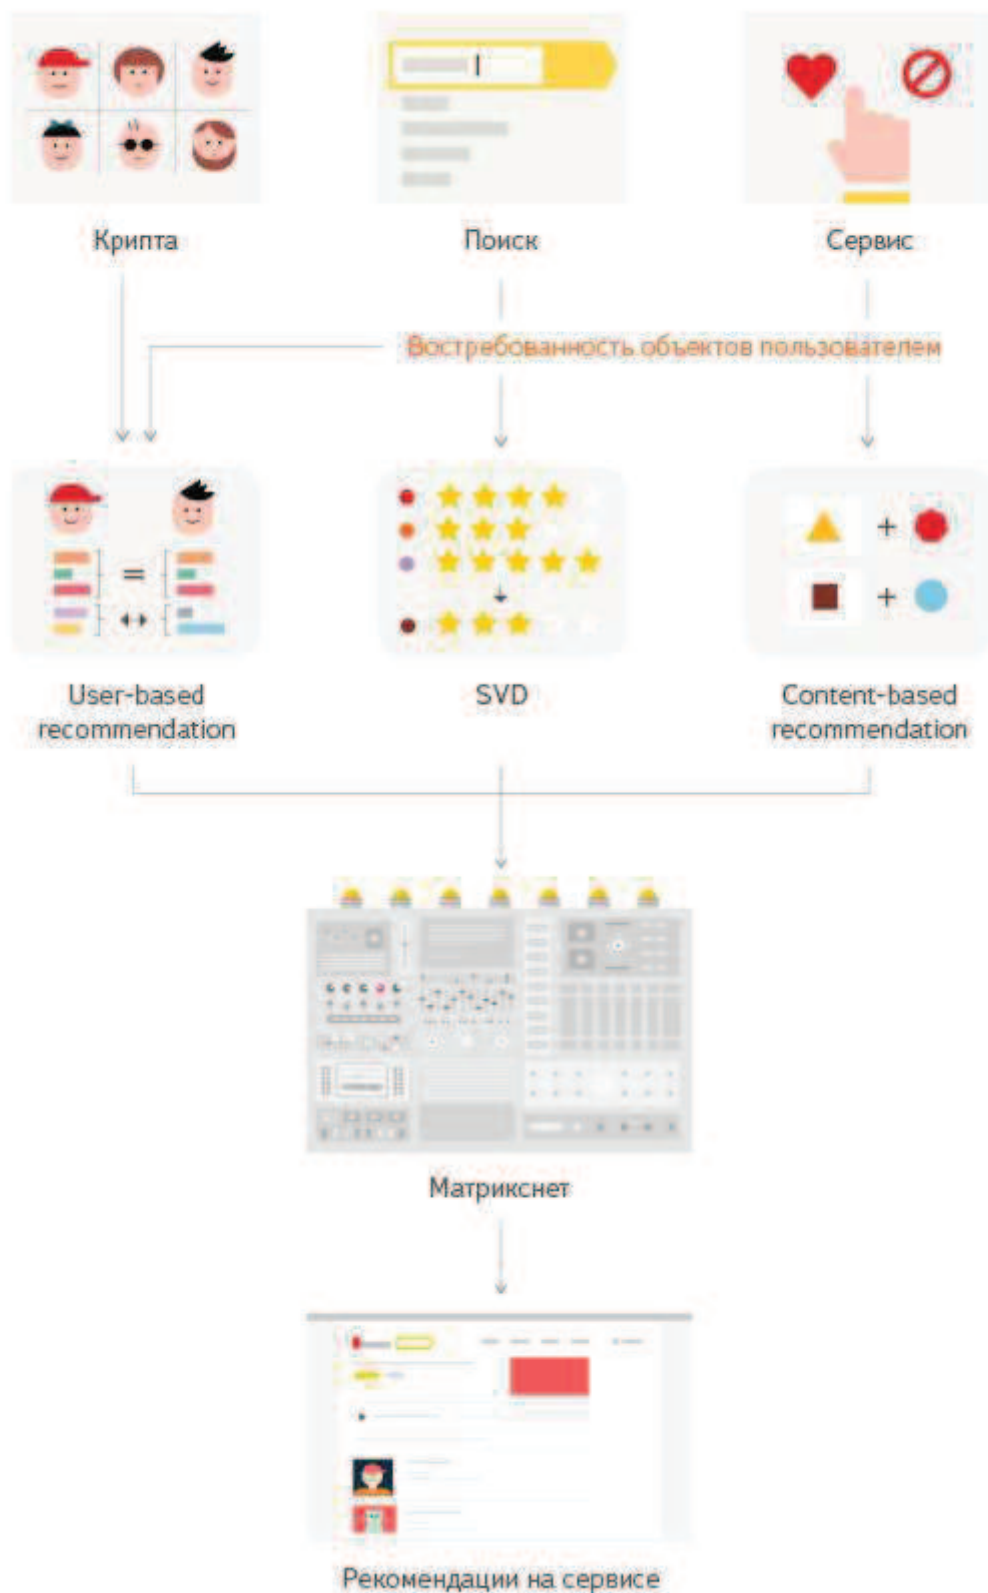 Крипта
Поиск
Сервис
Востребованность объектов пользователем
User-based
recommendation
SVD
Content-based
recommendation
Матрикснет
Рекомендации на сервисе